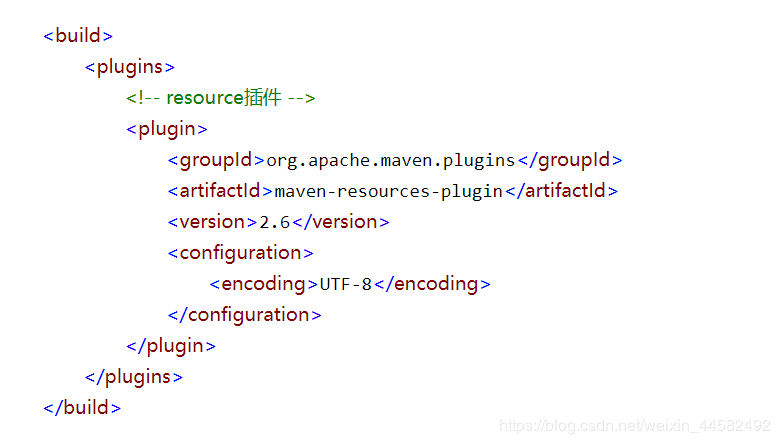 <build>
<plugins>
<!-- resource插件 -->
<plugin>
<groupId>org.apache.maven.plugins</groupId>
<artifactId>maven-resources-plugin</artifactId>
<version>2.6</version>
<configuration>
<encoding>UTF-8</encoding>
</configuration>
</plugin>
</plugins>
</build>
https://blog.csdn.net/weixin_44582492